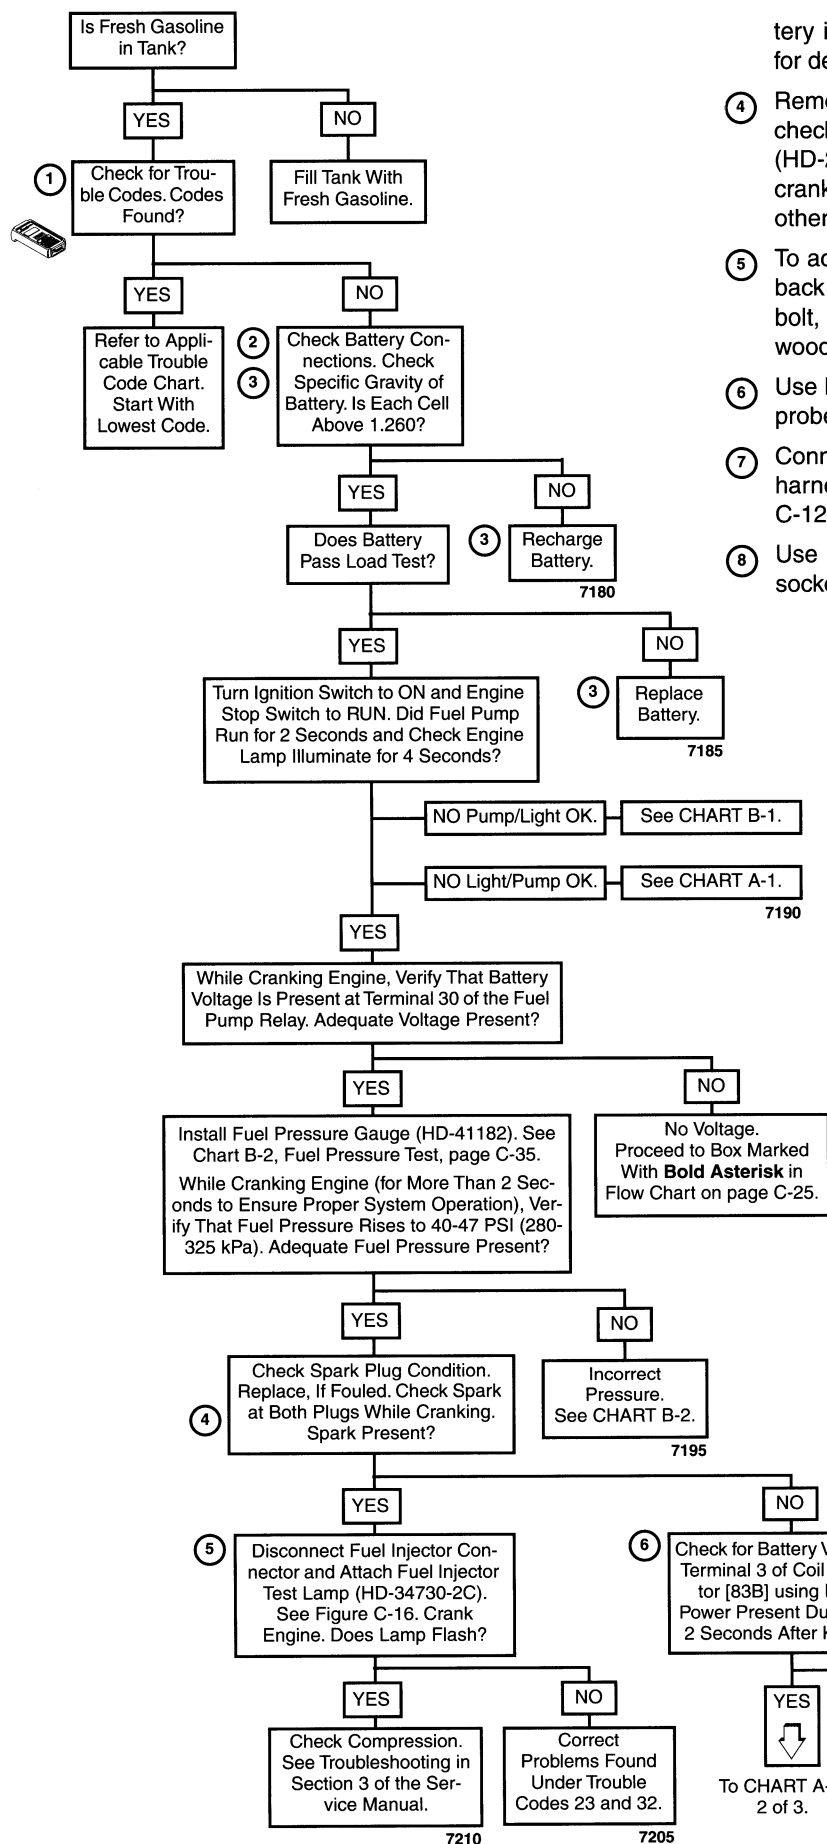 Is Fresh Gasoline
in Tank?
YES
NO
1
Check for Trou-
ble Codes. Codes
Found?
Fill Tank With
Fresh Gasoline.
YES
NO
Refer to Appli-
cable Trouble
Code Chart.
Start With
Lowest Code.
2
3
Check Battery Con-
nections. Check
Specific Gravity of
Battery. Is Each Cell
Above 1.260?
YES
NO
Does Battery
Pass Load Test?
3
Recharge
Battery.
7180
YES
NO
Turn Ignition Switch to ON and Engine
Stop Switch to RUN. Did Fuel Pump
Run for 2 Seconds and Check Engine
Lamp Illuminate for 4 Seconds?
3
Replace
Battery.
7185
NO Pump/Light OK.
See CHART B-1.
NO Light/Pump OK.
See CHART A-1.
7190
YES
While Cranking Engine, Verify That Battery
Voltage Is Present at Terminal 30 of the Fuel
Pump Relay. Adequate Voltage Present?
YES
NO
Install Fuel Pressure Gauge (HD-41182). See
Chart B-2, Fuel Pressure Test, page C-35.
While Cranking Engine (for More Than 2 Sec-
onds to Ensure Proper System Operation), Ver-
ify That Fuel Pressure Rises to 40-47 PSI (280-
325 kPa). Adequate Fuel Pressure Present?
No Voltage.
Proceed to Box Marked
With Bold Asterisk in
Flow Chart on page C-25.
YES
NO
4
Check Spark Plug Condition.
Replace, If Fouled. Check Spark
at Both Plugs While Cranking.
Spark Present?
Incorrect
Pressure.
See CHART B-2.
7195
YES
NO
5
Disconnect Fuel Injector Con-
nector and Attach Fuel Injector
Test Lamp (HD-34730-2C).
See Figure C-16. Crank
Engine. Does Lamp Flash?
6
Check for Battery
Terminal 3 of Coil
tor [83B] using
Power Present
2 Seconds After
YES
NO
YES
Check Compression.
See Troubleshooting in
Section 3 of the Ser-
vice Manual.
7210
Correct
Problems Found
Under Trouble
Codes 23 and 32.
7205
To CHART A-
2 of 3.
tery
for
4
check
(HD-
crank
other
5
To
back
bolt,
6
Use
probe
7
C-12
8
Use